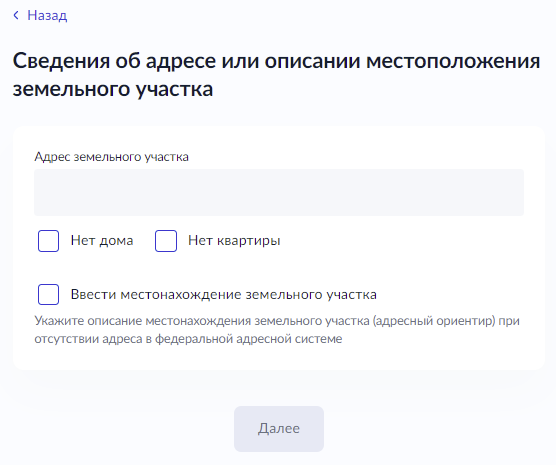 Назад
Сведения об адресе или описании местоположения
земельного участка
Адрес земельного участка
Нет дома Нет квартиры
Ввести местонахождение земельного участка
Укажите описание местонахождения земельного участка (адресный ориентир) при
отсутствии адреса в федеральной адресной системе
Далее